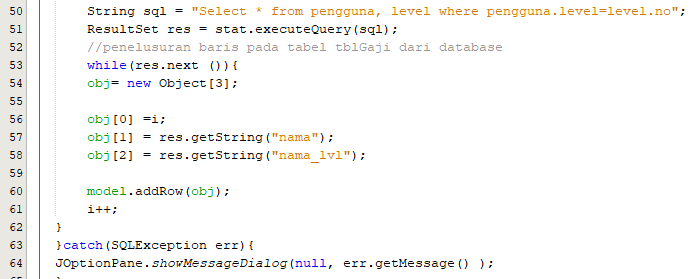 50 String sql = "Select * from pengguna, level where pengguna.level=level.no";
51 ResultSet res = stat.executeQuery(sql);
52 //penelusuran baris pada tabel tblGaji dari database
53 while(res.next ()){
54 obj= new Object[3];
55
56 obj[0] =i;
57 obj[1] = res.getString("nama");
58 obj[2] = res.getString("nama_lvl");
59
60 model.addRow(obj);
61 i++;
62 }
63 }catch(SQLException err){
64 JOptionPane.showMessageDialog(null, err.getMessage() );